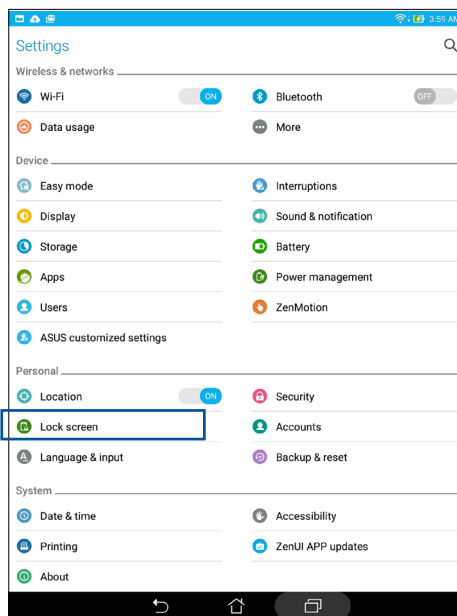 3:59 AM
Settings
Wireless & networks
Wi-Fi ON Bluetooth OFF
Data usage More
Device
Easy mode Interruptions
Display Sound & notification
Storage Battery
Apps Power management
Users ZenMotion
ASUS customized settings
Personal
Location ON Security
Lock screen Accounts
Language & input Backup & reset
System
Date & time Accessibility
Printing ZenUI APP updates
About